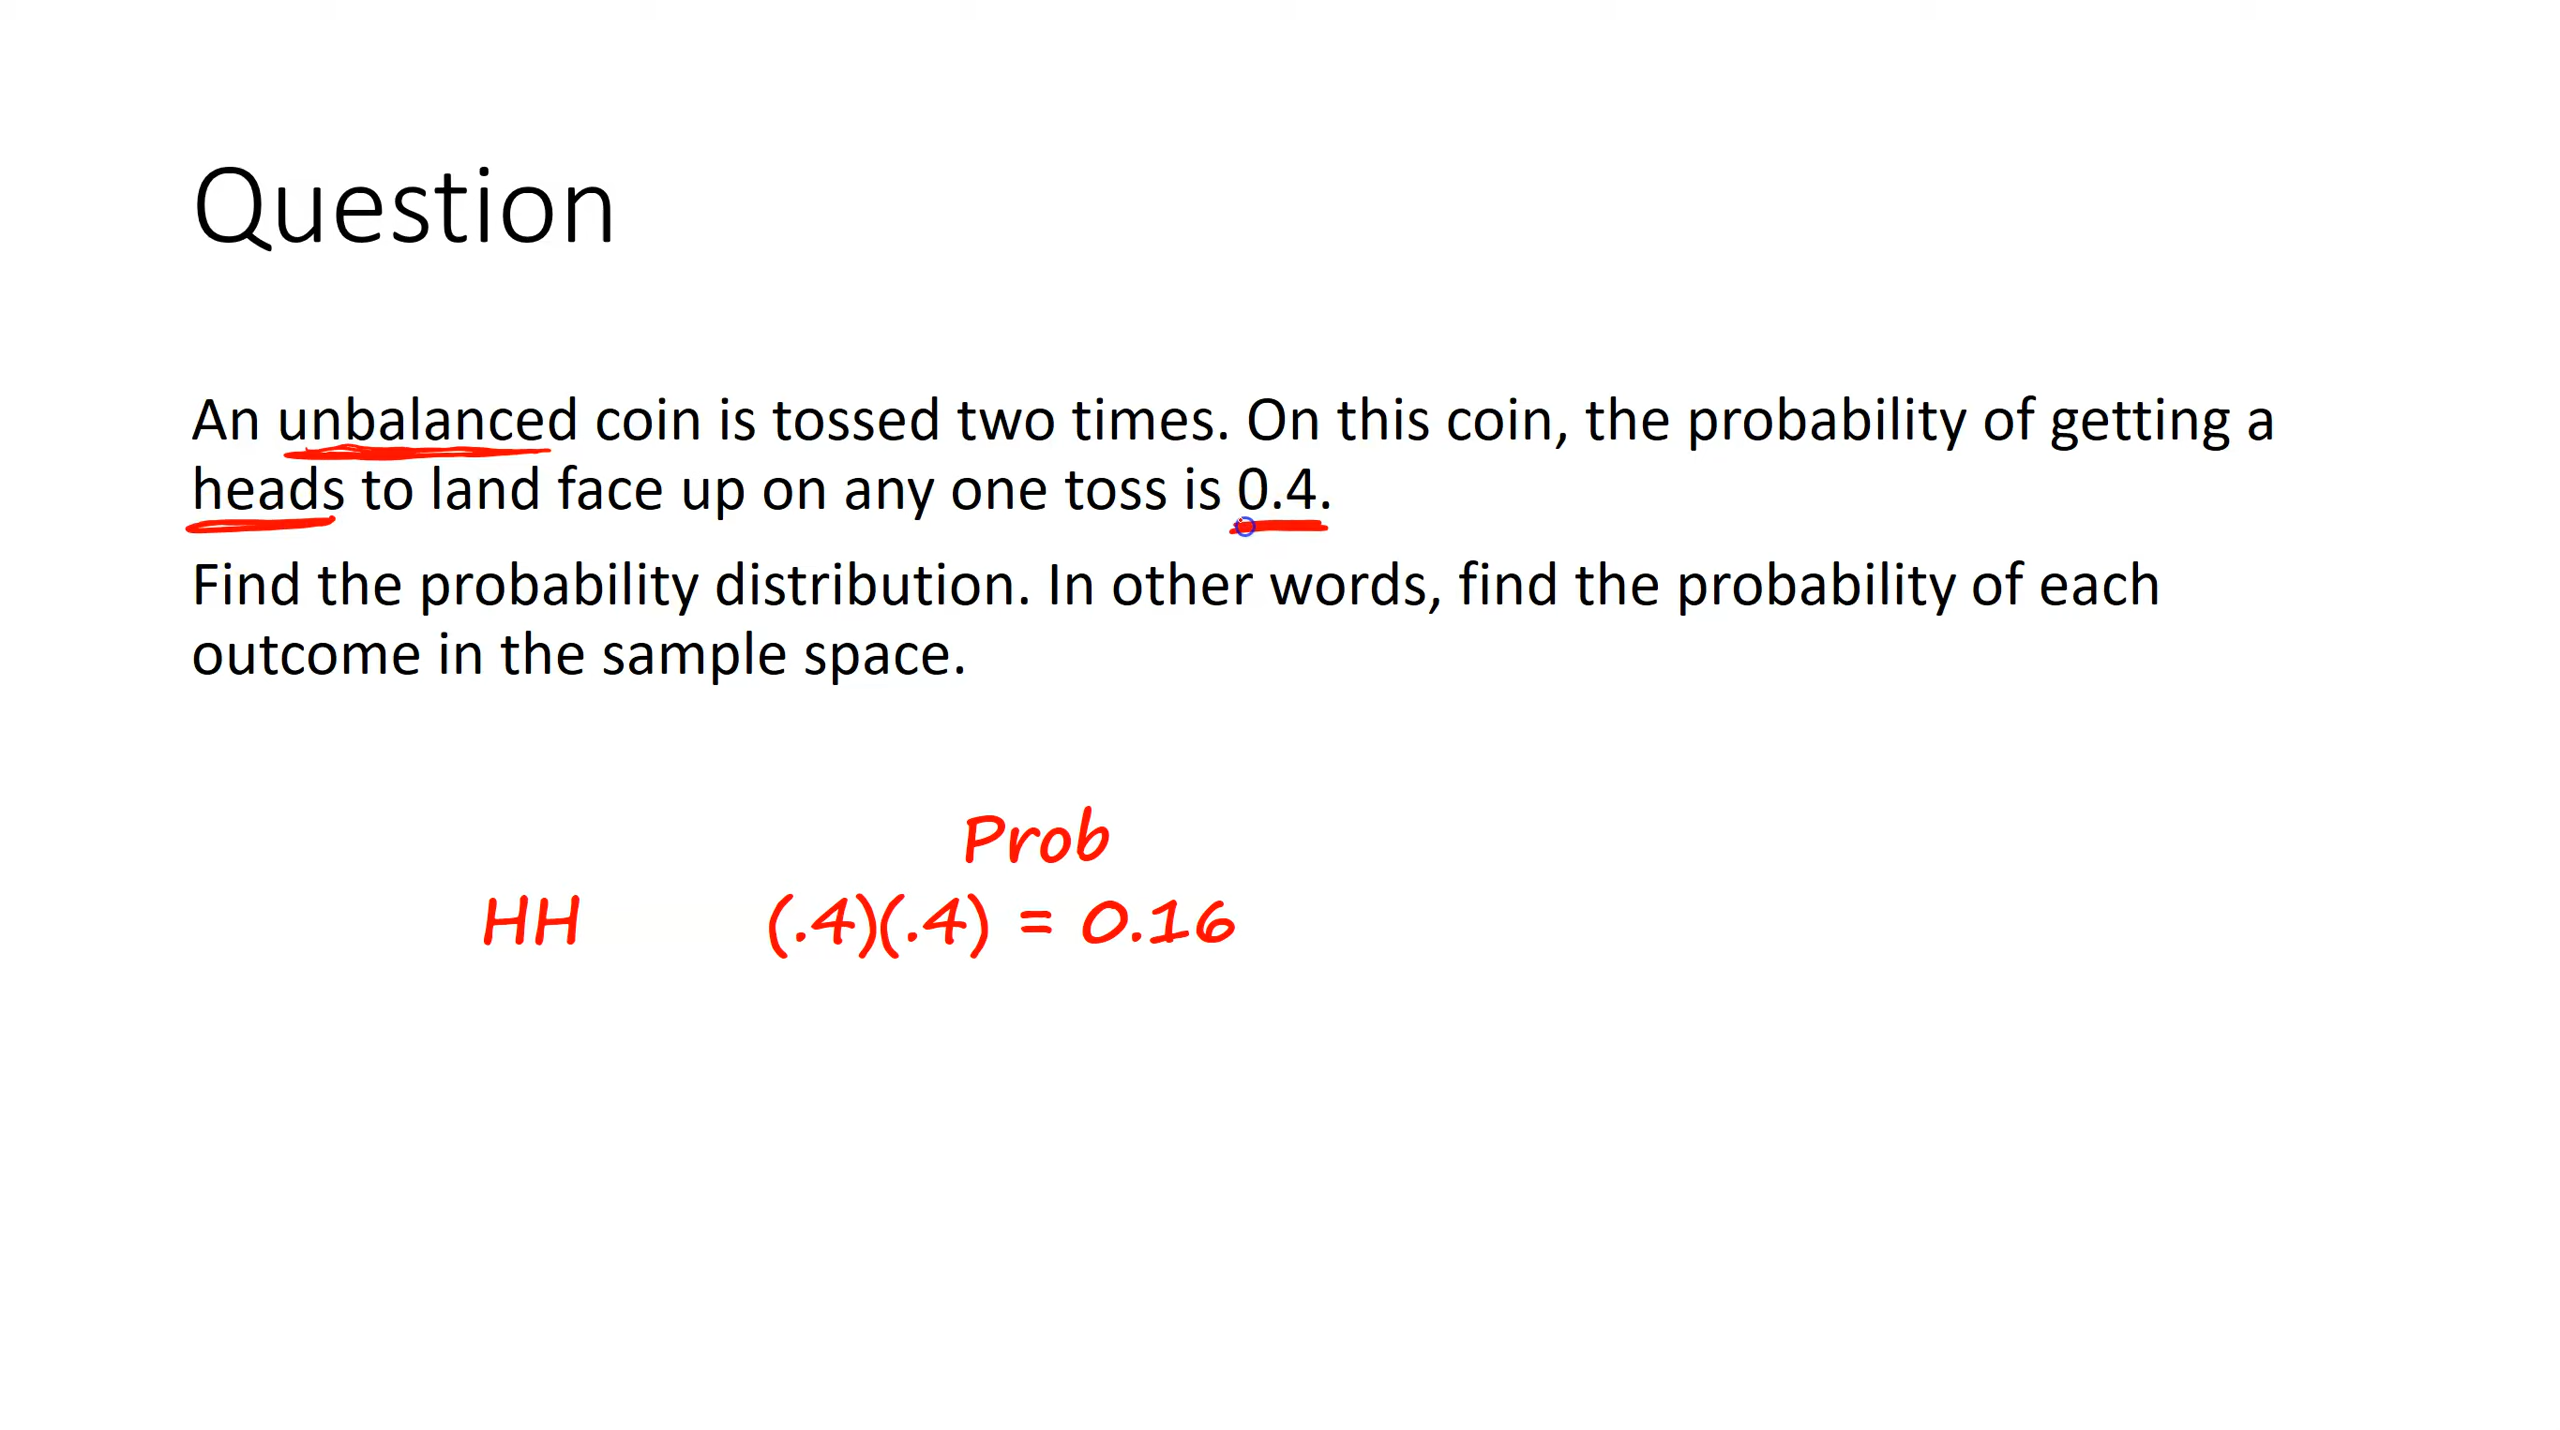 Question
An unbalanced coin is tossed two times. On this coin, the probability of getting a
heads to land face up on any one toss is 0.4.
Find the probability distribution. In other words, find the probability of each
outcome in the sample space.
Prob
HH (.4)(.4) = 0.16